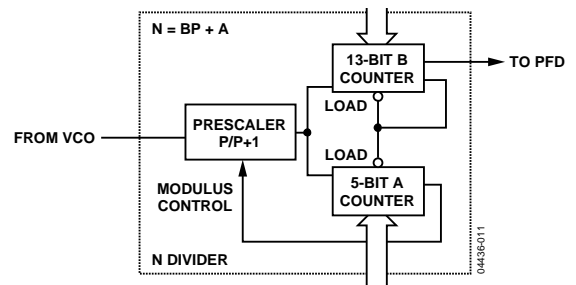 N = BP + A
13-BIT B
COUNTER
TO PFD
LOAD
PRESCALER
P/P+1
FROM VCO
LOAD
MODULUS
CONTROL
5-BIT A
COUNTER
N DIVIDER
04436-011